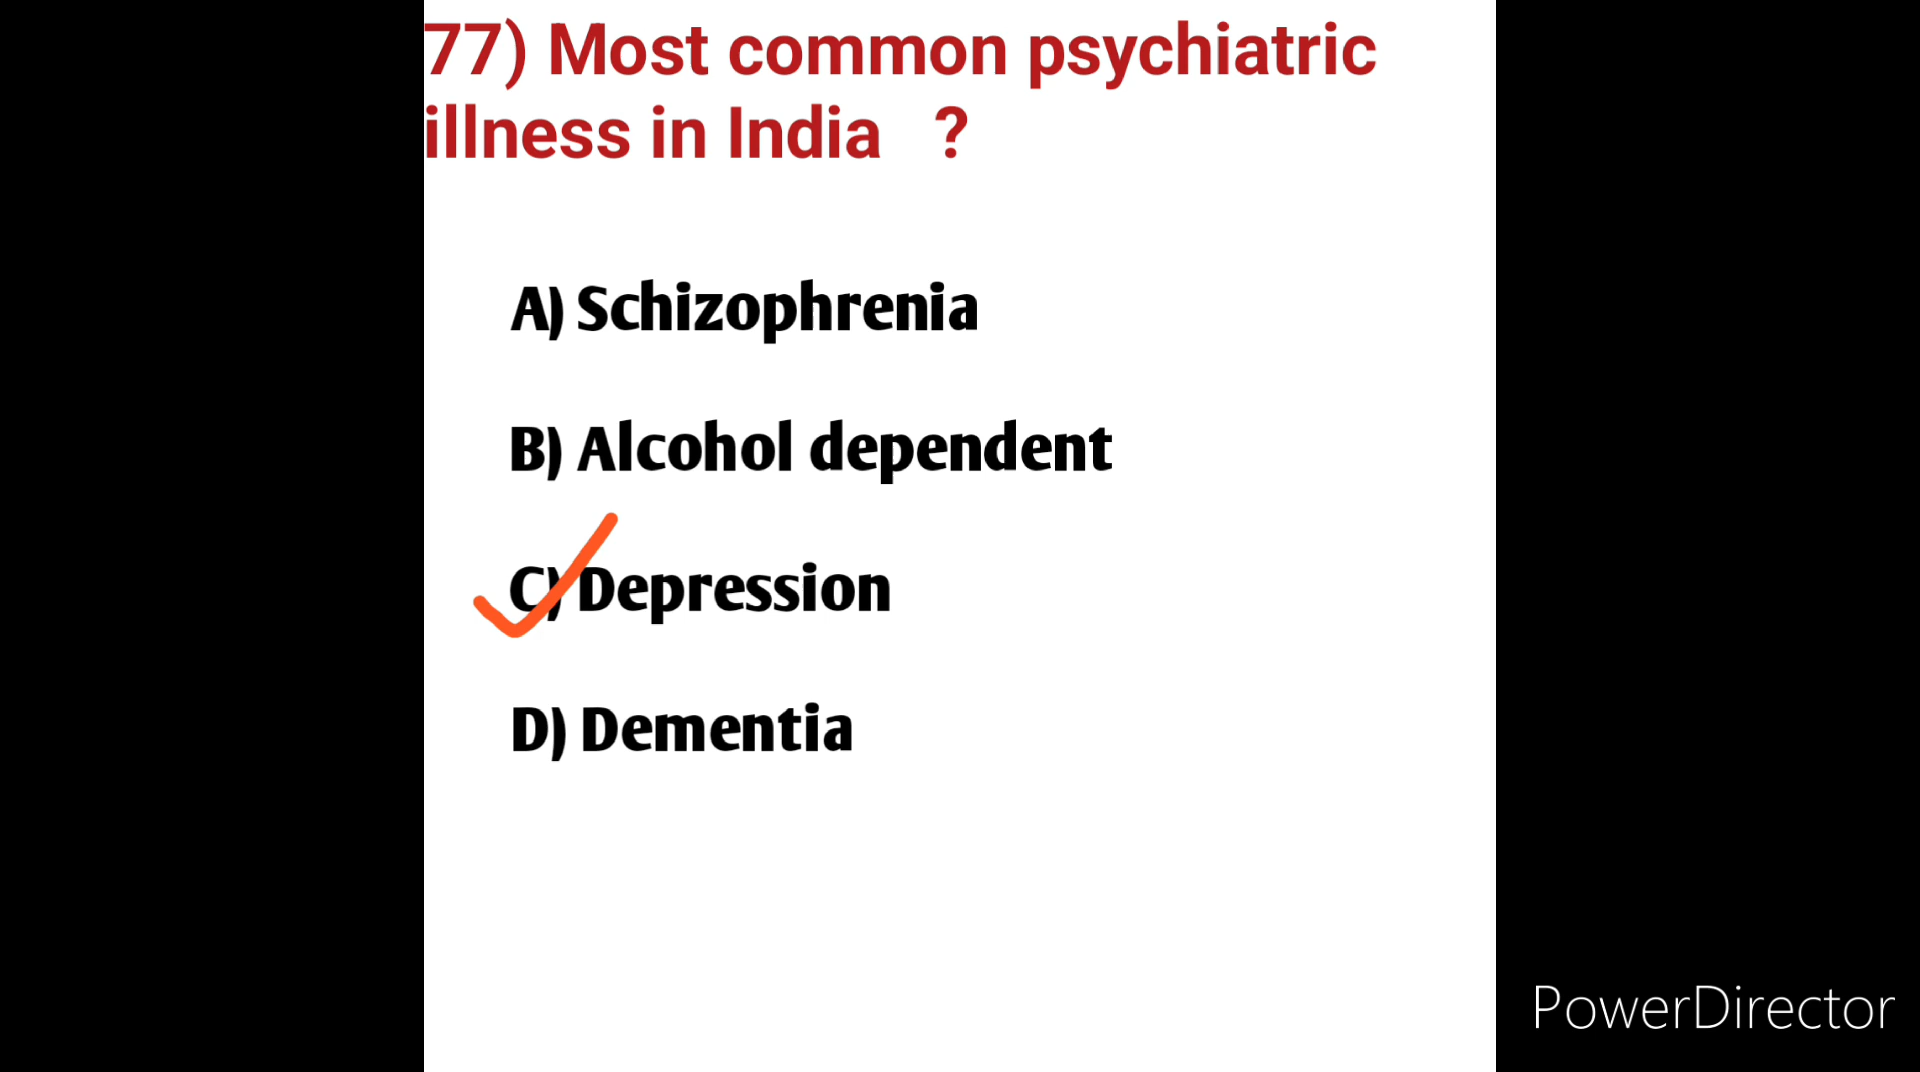 77) Most common psychiatric
illness in India ?
A) Schizophrenia
B) Alcohol dependent
C) Depression
D) Dementia
PowerDirector